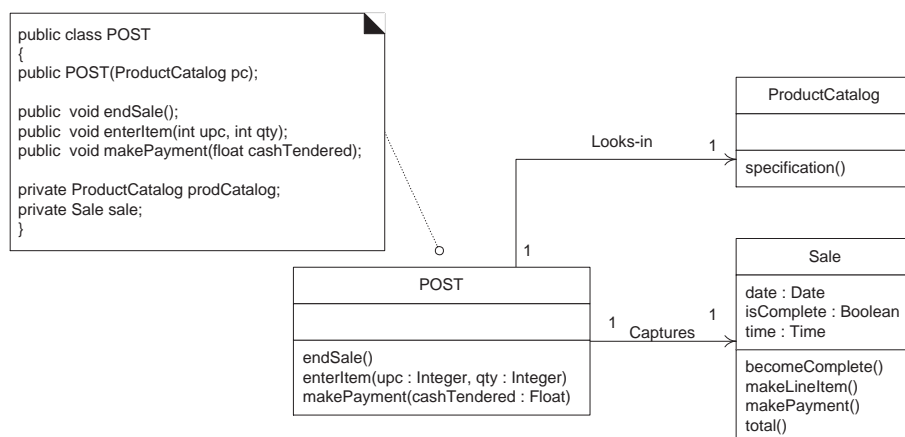 public class POST
{
public POST(ProductCatalog pc);
public void endSale();
public void enterItem(int upc, int qty);
public void makePayment(float cashTendered);
private ProductCatalog prodCatalog;
private Sale sale;
}
ProductCatalog
specification()
Looks-in
1
1
POST
endSale()
enterItem(upc : Integer, qty : Integer)
makePayment(cashTendered : Float)
1
Captures
1
Sale
date : Date
isComplete : Boolean
time : Time
becomeComplete()
makeLineItem()
makePayment()
total()